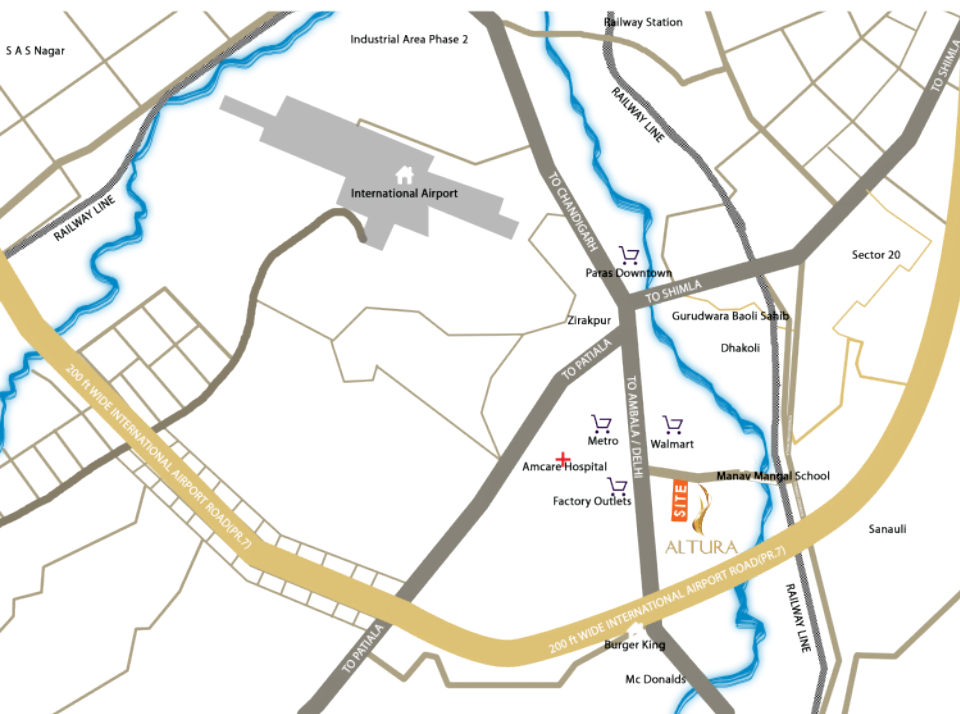 Railway Station
S A S Nagar
Industrial Area Phase 2
TO SHIMLA
RAILWAY LINE
International Airport
RAILWAY LINE
TO CHANDIGARH
Sector 20
Paras Downtown
TO SHIMLA
Zirakpur
Gurudwara Baoli Sahib
Dhakoli
TO PATIALA
TO AMBALA / DELHI
200 ft WIDE INTERNATIONAL AIRPORT ROAD(PR.7)
Metro
Walmart
Amcare Hospital
Manav Mangal School
Factory Outlets
SITE
Sanauli
ALTURA
200 ft WIDE INTERNATIONAL AIRPORT ROAD(PR.7)
RAILWAY LINE
TO PATIALA
Burger King
Mc Donalds